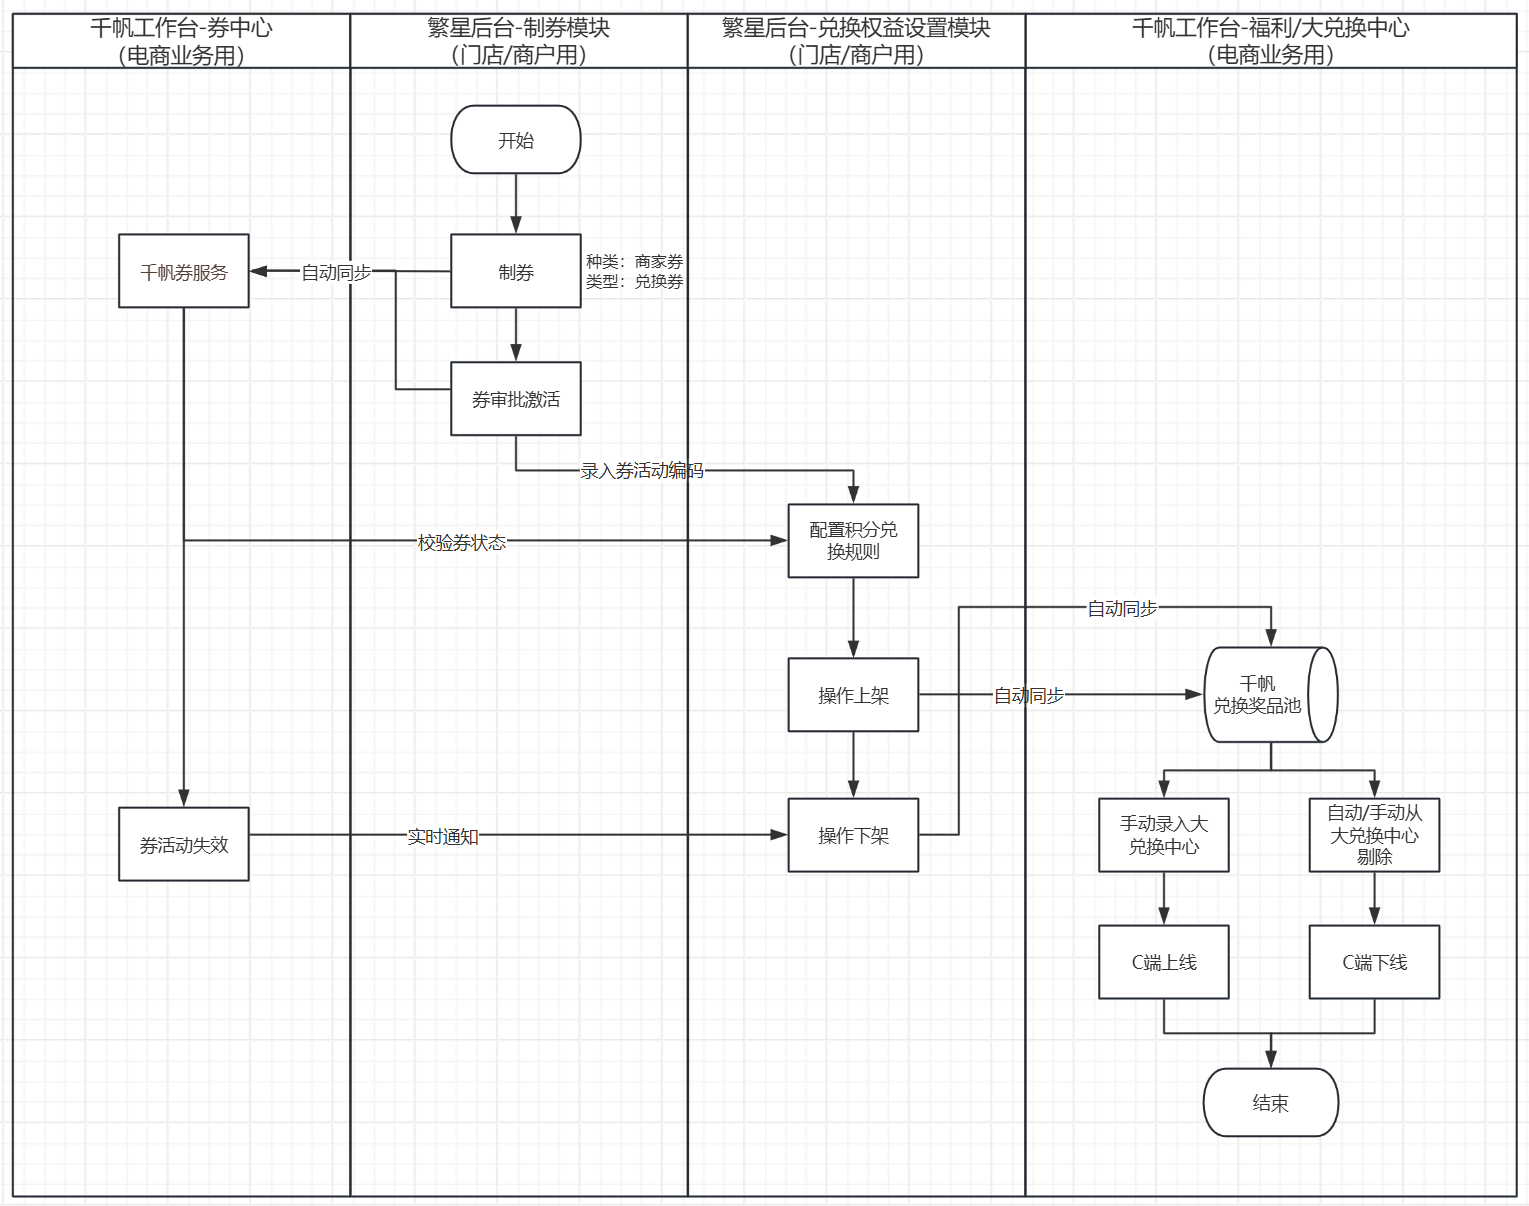 千帆工作台-券中心
（电商业务用）
繁星后台-制券模块
（门店/商户用）
繁星后台-兑换权益设置模块
（门店/商户用）
千帆工作台-福利/大兑换中心
（电商业务用）
开始
千帆券服务
自动同步
制券
种类：商家券
类型：兑换券
券审批激活
录入券活动编码
校验券状态
配置积分兑
换规则
自动同步
操作上架
自动同步
千帆
兑换奖品池
券活动失效
实时通知
操作下架
手动录入大
兑换中心
自动/手动从
大兑换中心
剔除
C端上线
C端下线
结束